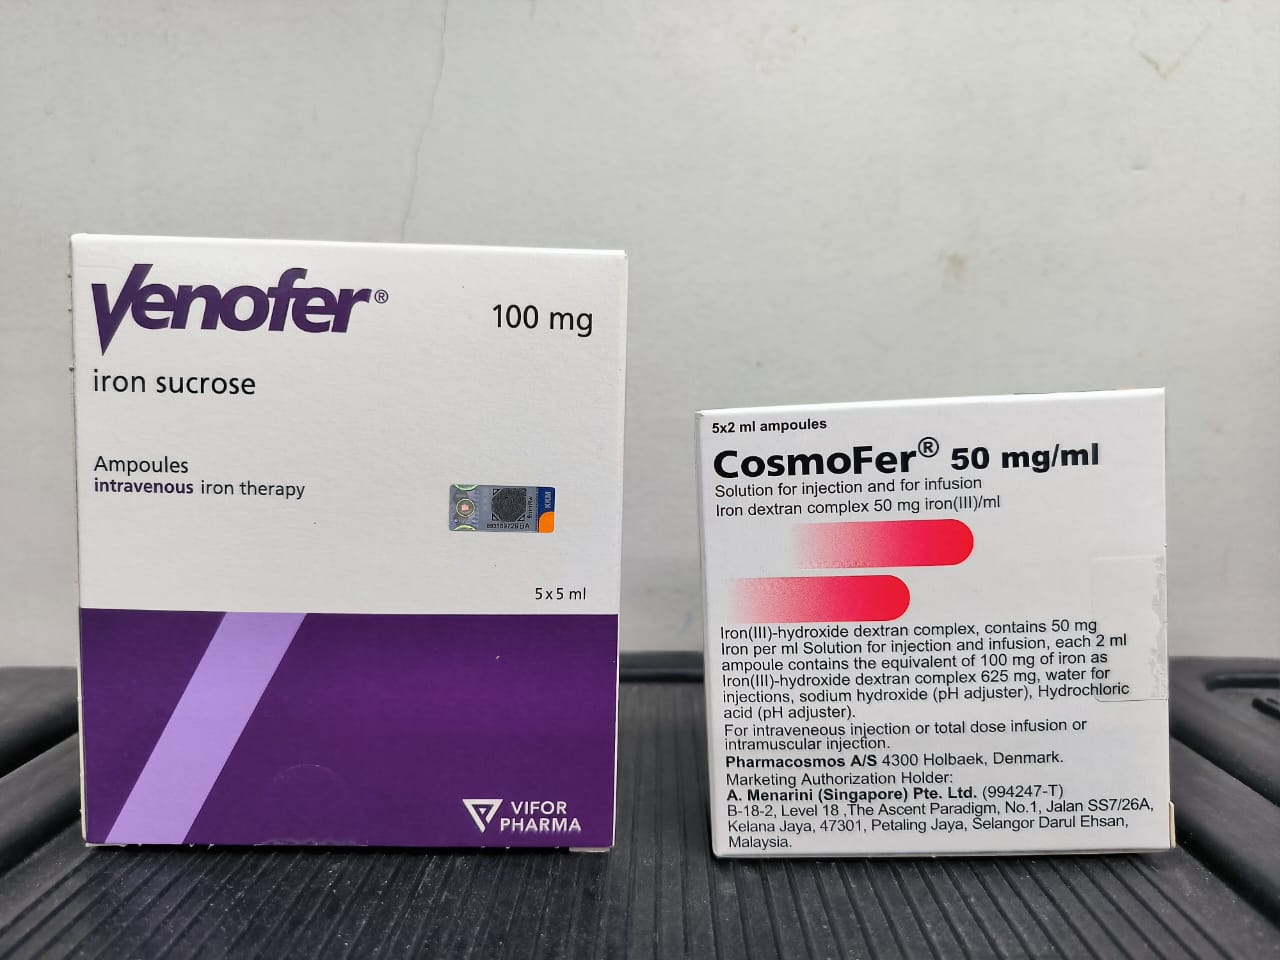 Venofer®
100 mg
iron sucrose
Ampoules
intravenous iron therapy
KKM
5 x 5 ml
VIFOR
PHARMA
5x2 ml ampoules
CosmoFer® 50 mg/ml
Solution for injection and for infusion
Iron dextran complex 50 mg iron(III)/ml
Iron(III)-hydroxide dextran complex, contains 50 mg
Iron per ml Solution for injection and infusion, each 2 ml
ampoule contains the equivalent of 100 mg of iron as
Iron(III)-hydroxide dextran complex 625 mg, water for
injections, sodium hydroxide (pH adjuster), Hydrochloric
acid (pH adjuster).
For intraveneous injection or total dose infusion or
intramuscular injection.
Pharmacosmos A/S 4300 Holbaek, Denmark.
Marketing Authorization Holder:
A. Menarini (Singapore) Pte. Ltd. (994247-T)
B-18-2, Level 18 ,The Ascent Paradigm, No.1, Jalan SS7/26A,
Kelana Jaya, 47301, Petaling Jaya, Selangor Darul Ehsan,
Malaysia.